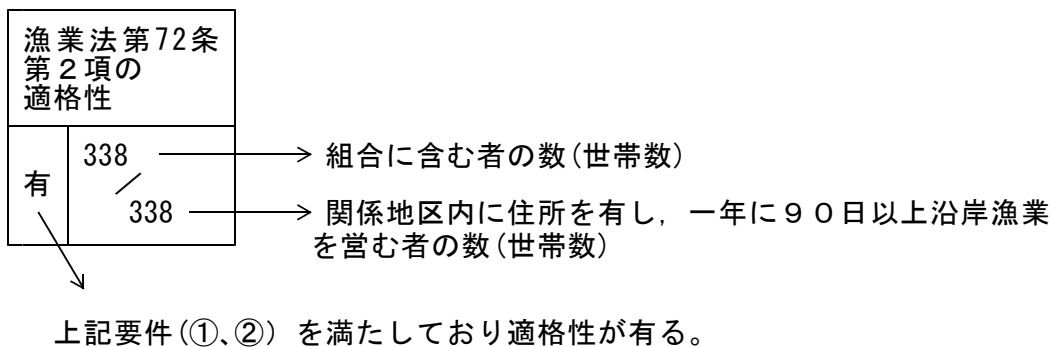 漁業法第72条
第２項の
適格性
有
338
／
338
組合に含む者の数(世帯数)
関係地区内に住所を有し，一年に９０日以上沿岸漁業
を営む者の数(世帯数)
上記要件(①、②) を満たしており適格性が有る。